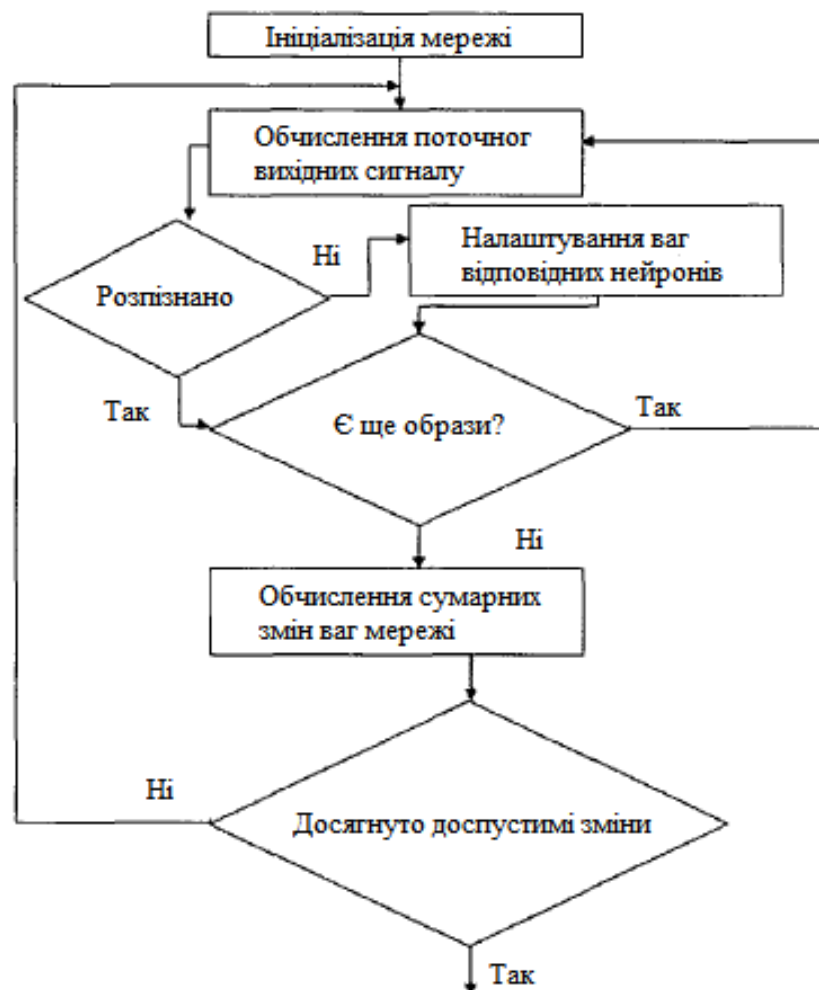 Ініціалізація мережі
Обчислення поточног
вихідних сигналу
Ні
Налаштування ваг
відповідних нейронів
Розпізнано
Так
Є ще образи?
Так
Ні
Обчислення сумарних
змін ваг мережі
Ні
Досягнуто доспустимі зміни
Так